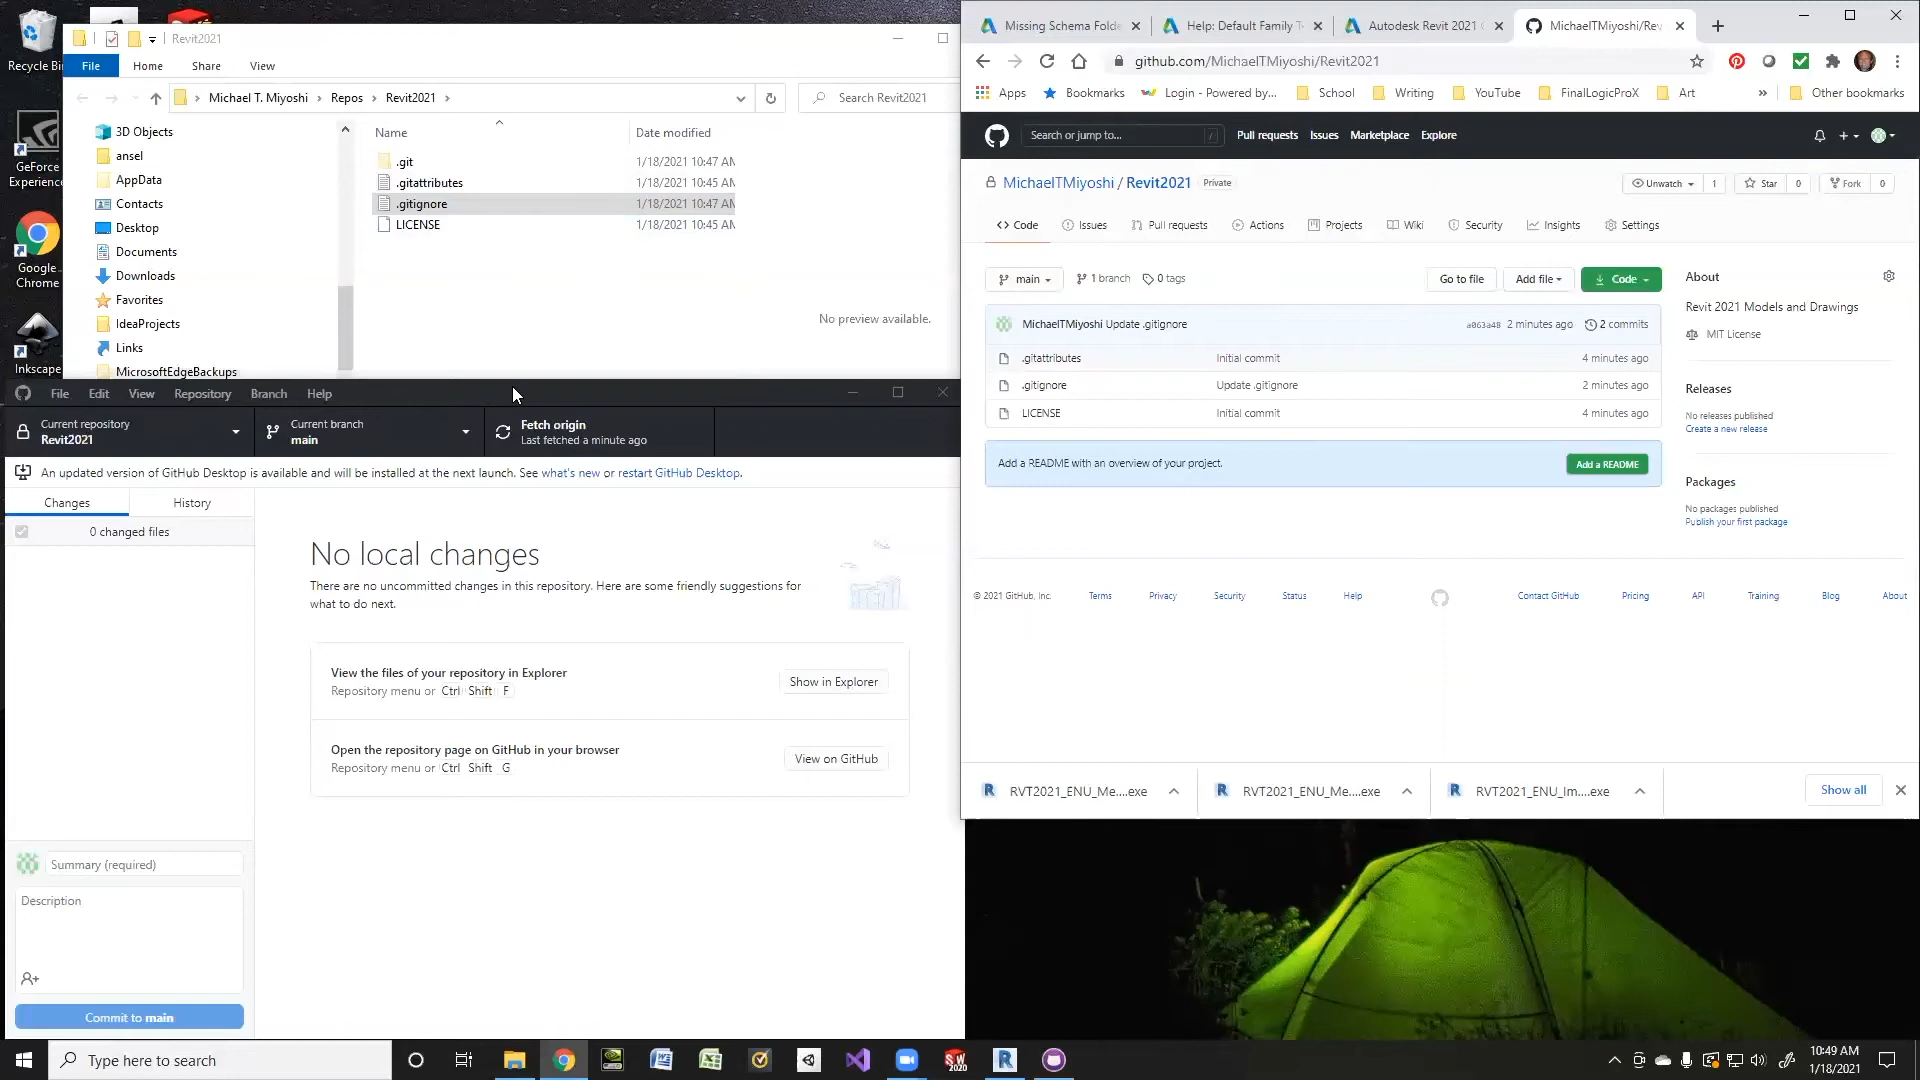 Recycle Bi
GeForce
Experience
Google
Chrome
Inkscape
Revit2021
File
Home
Share
View
Michael T. Miyoshi
Repos
Revit2021
Search Revit2021
3D Objects
ansel
AppData
Contacts
Desktop
Documents
Downloads
Favorites
IdeaProjects
Links
MicrosoftEdgeBackups
Name
Date modified
.git
1/18/2021 10:47 AM
.gitattributes
1/18/2021 10:45 AM
.gitignore
1/18/2021 10:47 AM
LICENSE
1/18/2021 10:45 AM
No preview available.
File
Edit
View
Repository
Branch
Help
Current repository
Revit2021
Current branch
main
Fetch origin
Last fetched a minute ago
An updated version of GitHub Desktop is available and will be installed at the next launch. See what's new or restart GitHub Desktop.
Changes
History
0 changed files
No local changes
There are no uncommitted changes in this repository. Here are some friendly suggestions for
what to do next.
View the files of your repository in Explorer
Repository menu or Ctrl Shift F
Show in Explorer
Open the repository page on GitHub in your browser
Repository menu or Ctrl Shift G
View on GitHub
Summary (required)
Description
Commit to main
Missing Schema Folde
Help: Default Family T
Autodesk Revit 2021
MichaelTMiyoshi/Rev
github.com/MichaelTMiyoshi/Revit2021
Apps
Bookmarks
Login - Powered by...
School
Writing
YouTube
FinalLogicProX
Art
»
Other bookmarks
Search or jump to...
/
Pull requests
Issues
Marketplace
Explore
MichaelTMiyoshi / Revit2021
Private
Unwatch
1
Star
0
Fork
0
Code
Issues
Pull requests
Actions
Projects
Wiki
Security
Insights
Settings
main
1 branch
0 tags
Go to file
Add file
Code
MichaelTMiyoshi Update .gitignore
a063a48 2 minutes ago
2 commits
.gitattributes
Initial commit
4 minutes ago
.gitignore
Update .gitignore
2 minutes ago
LICENSE
Initial commit
4 minutes ago
Add a README with an overview of your project.
Add a README
About
Revit 2021 Models and Drawings
MIT License
Releases
No releases published
Create a new release
Packages
No packages published
Publish your first package
© 2021 GitHub, Inc.
Terms
Privacy
Security
Status
Help
Contact GitHub
Pricing
API
Training
Blog
About
RVT2021_ENU_Me....exe
RVT2021_ENU_Me....exe
RVT2021_ENU_Im....exe
Show all
Type here to search
SW
2020
R
10:49 AM
1/18/2021